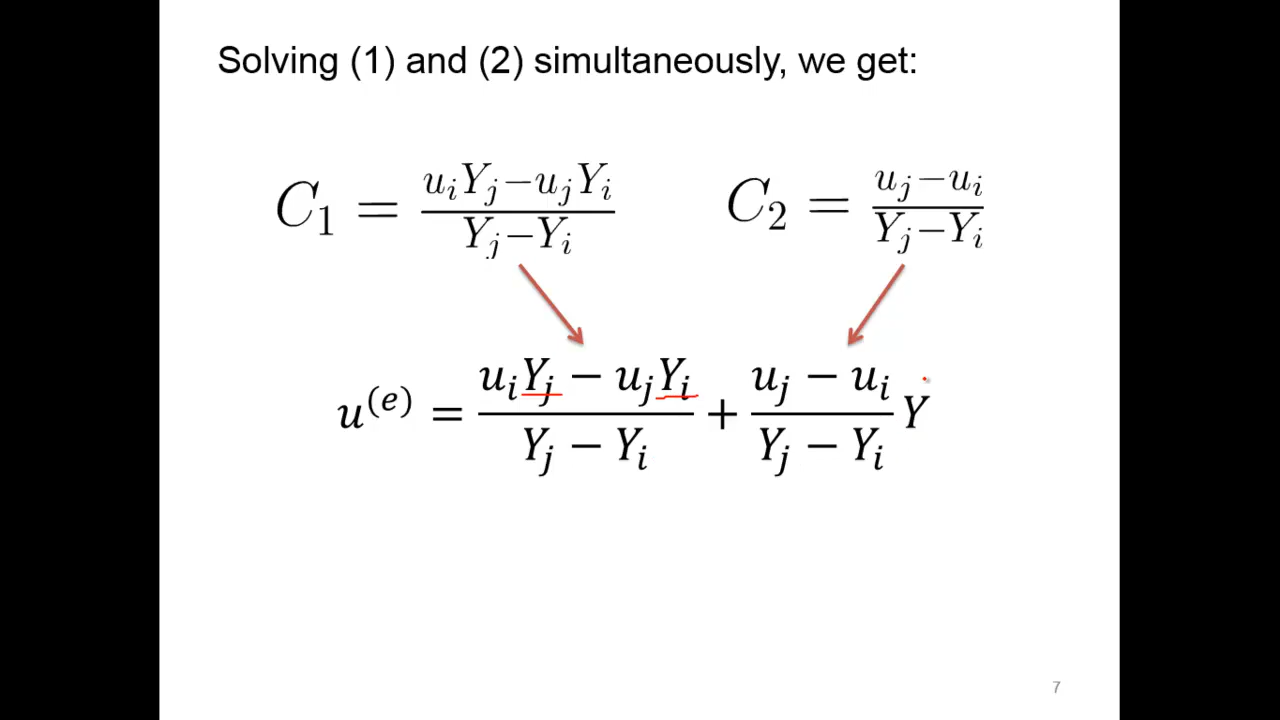 Solving (1) and (2) simultaneously, we get:
C₁ = (uᵢYⱼ−uⱼYᵢ)/(Yⱼ−Yᵢ) C₂ = (uⱼ−uᵢ)/(Yⱼ−Yᵢ)
u⁽ᵉ⁾ = (uᵢYⱼ − uⱼYᵢ)/(Yⱼ − Yᵢ) + (uⱼ − uᵢ)/(Yⱼ − Yᵢ) Y
7